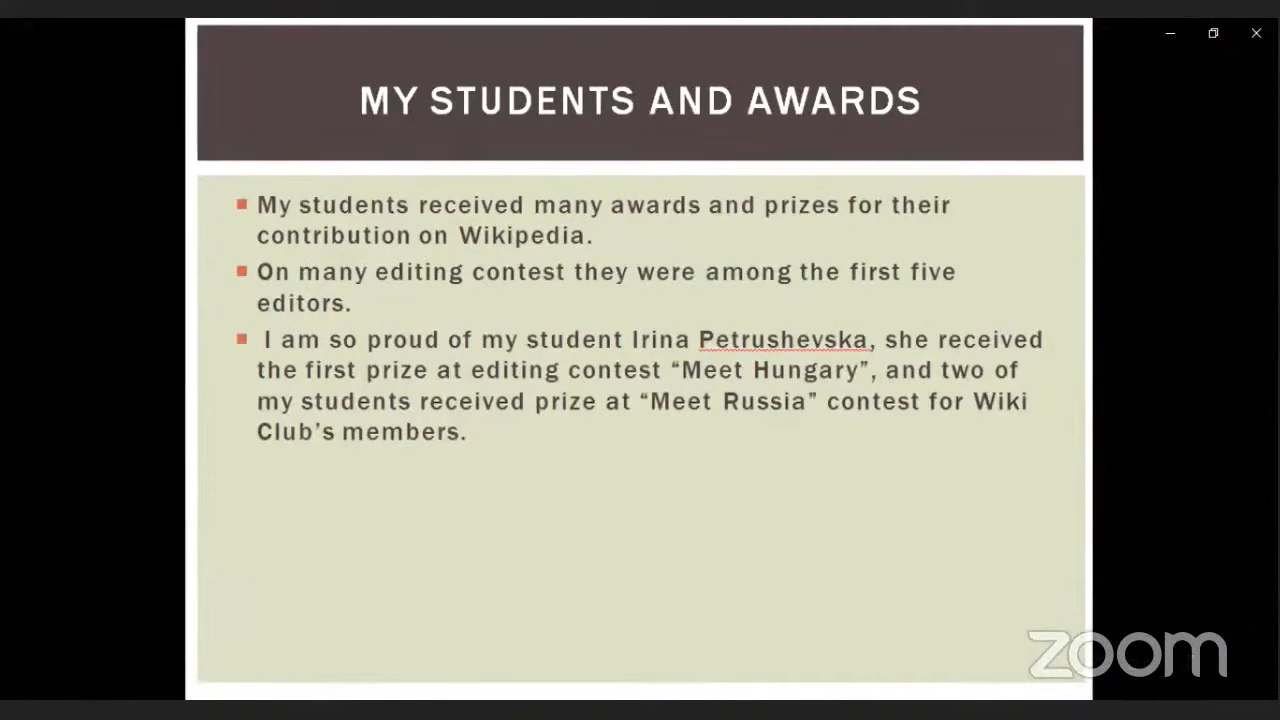 MY STUDENTS AND AWARDS
My students received many awards and prizes for their
contribution on Wikipedia.
On many editing contest they were among the first five
editors.
I am so proud of my student Irina Petrushevska, she received
the first prize at editing contest “Meet Hungary”, and two of
my students received prize at “Meet Russia” contest for Wiki
Club’s members.
zoom